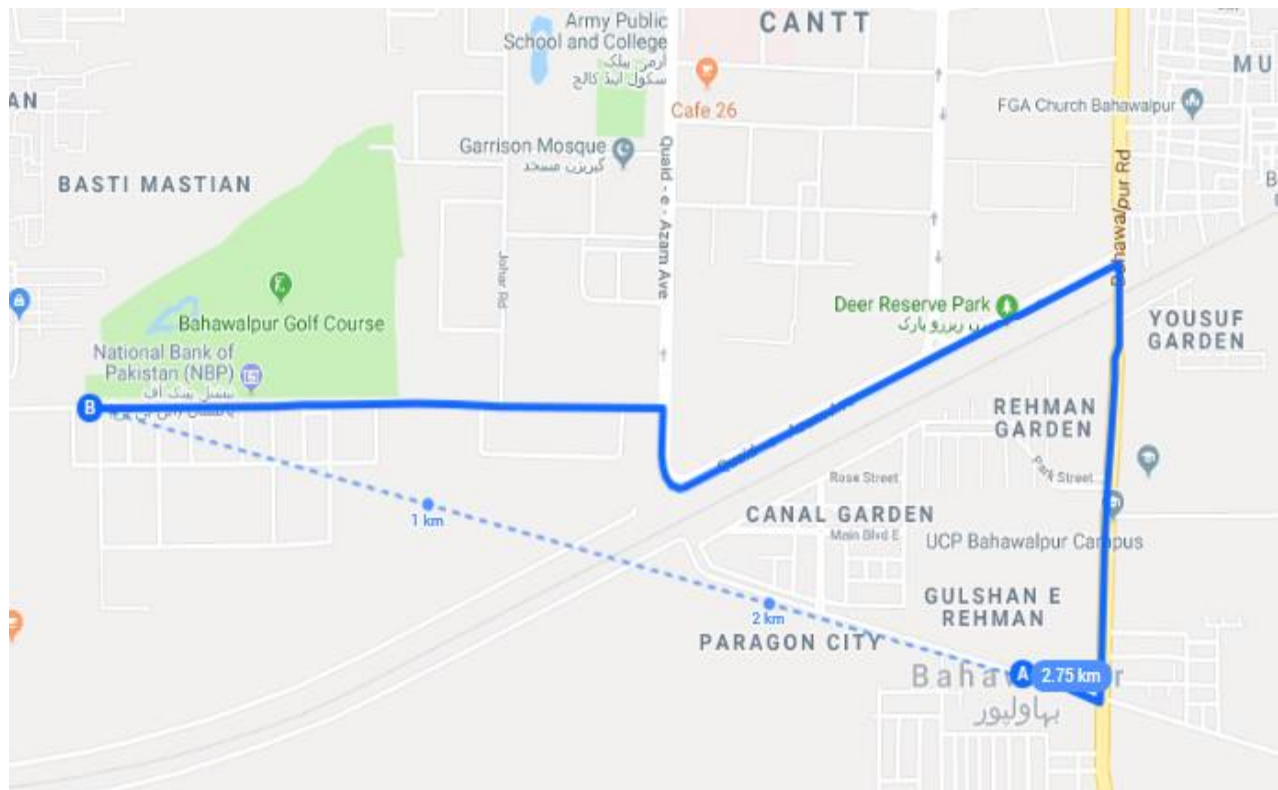 Army Public
School and College
آرمی پبلک
سکول اینڈ کالج
CANTT
MU
AN
Cafe 26
FGA Church Bahawalpur
Garrison Mosque
گیریژن مسجد
Quaid - e - Azam Ave
Bahawalpur Rd
BASTI MASTIAN
B
Johar Rd
Bahawalpur Golf Course
Deer Reserve Park
YOUSUF
GARDEN
National Bank of
Pakistan (NBP)
نیشنل بینک آف
B
REHMAN
GARDEN
Park Street
Rose Street
1 km
CANAL GARDEN
Main Blvd E
UCP Bahawalpur Campus
GULSHAN E
REHMAN
2 km
PARAGON CITY
A
2.75 km
بہاولپور